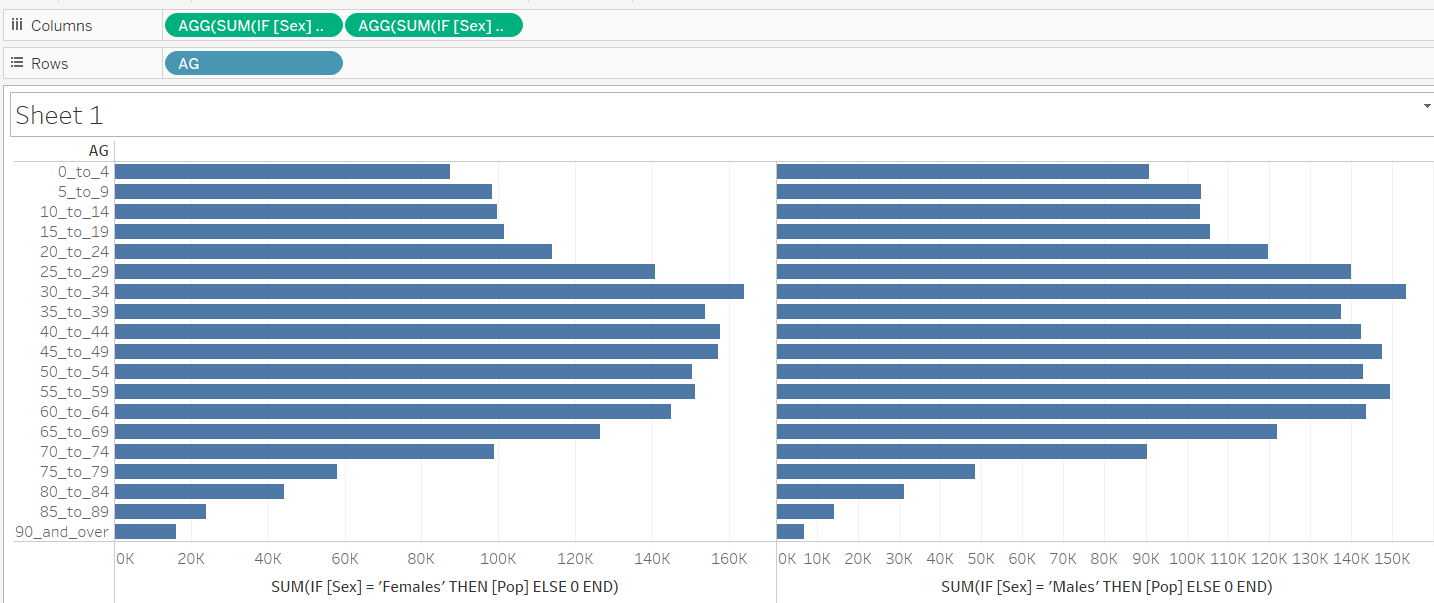 Columns AGG(SUM(IF [Sex] .. AGG(SUM(IF [Sex] ..
Rows AG
Sheet 1
AG
0_to_4
5_to_9
10_to_14
15_to_19
20_to_24
25_to_29
30_to_34
35_to_39
40_to_44
45_to_49
50_to_54
55_to_59
60_to_64
65_to_69
70_to_74
75_to_79
80_to_84
85_to_89
90_and_over
0K 20K 40K 60K 80K 100K 120K 140K 160K 0K 10K 20K 30K 40K 50K 60K 70K 80K 90K 100K 110K 120K 130K 140K 150K
SUM(IF [Sex] = 'Females' THEN [Pop] ELSE 0 END) SUM(IF [Sex] = 'Males' THEN [Pop] ELSE 0 END)